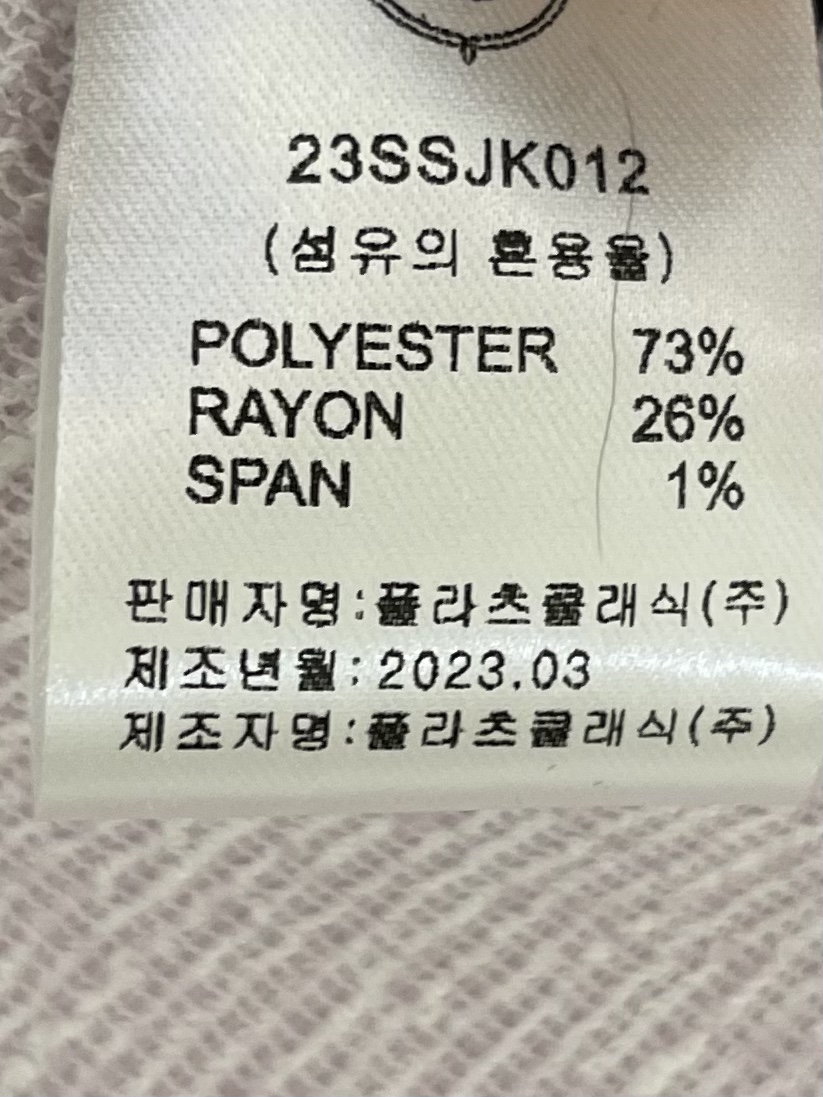 23SSJK012
(섬유의 혼용율)
POLYESTER 73%
RAYON 26%
SPAN 1%
판매자명:플라츠클래식(주)
제조년월:2023.03
제조자명:플라츠클래식(주)